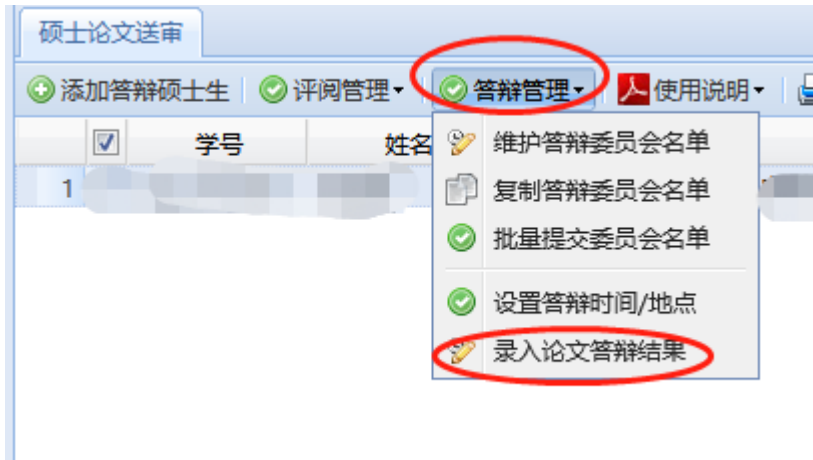 硕士论文送审
添加答辩硕士生 评阅管理 答辩管理 使用说明
学号 姓名
1
维护答辩委员会名单
复制答辩委员会名单
批量提交委员会名单
设置答辩时间/地点
录入论文答辩结果